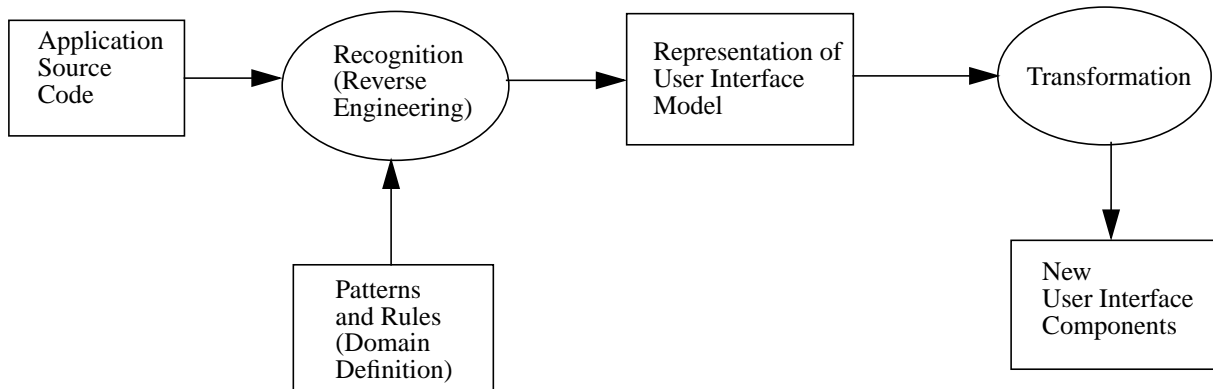 Application
Source
Code
Recognition
(Reverse
Engineering)
Representation of
User Interface
Model
Transformation
Patterns
and Rules
(Domain
Definition)
New
User Interface
Components